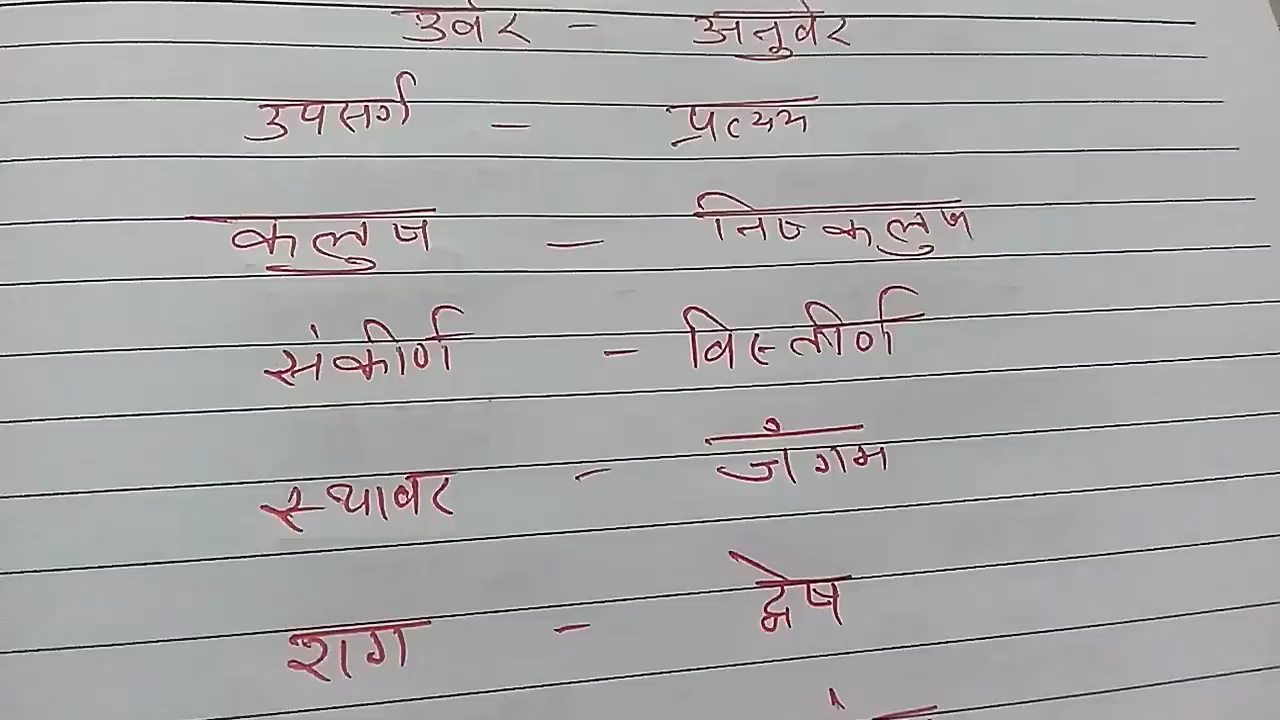 उर्वर - अनुर्वर
उपसर्ग - प्रत्यय
कलुष - निष्कलुष
संकीर्ण - विस्तीर्ण
स्थावर - जंगम
राग - द्वेष